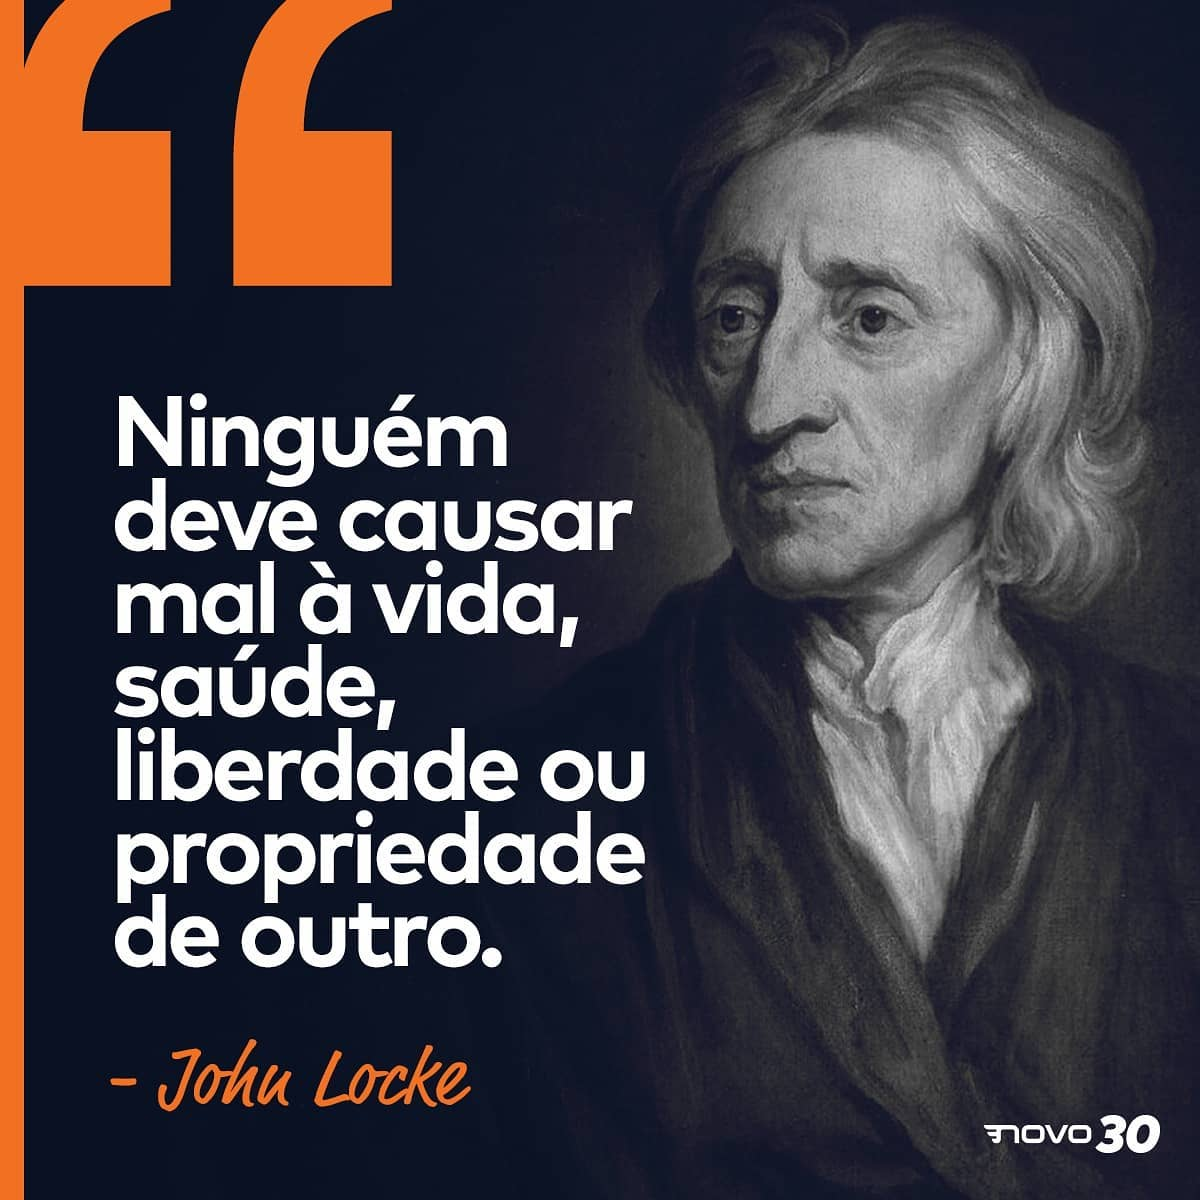 “
Ninguém
deve causar
mal à vida,
saúde,
liberdade ou
propriedade
de outro.
- John Locke
novo 30